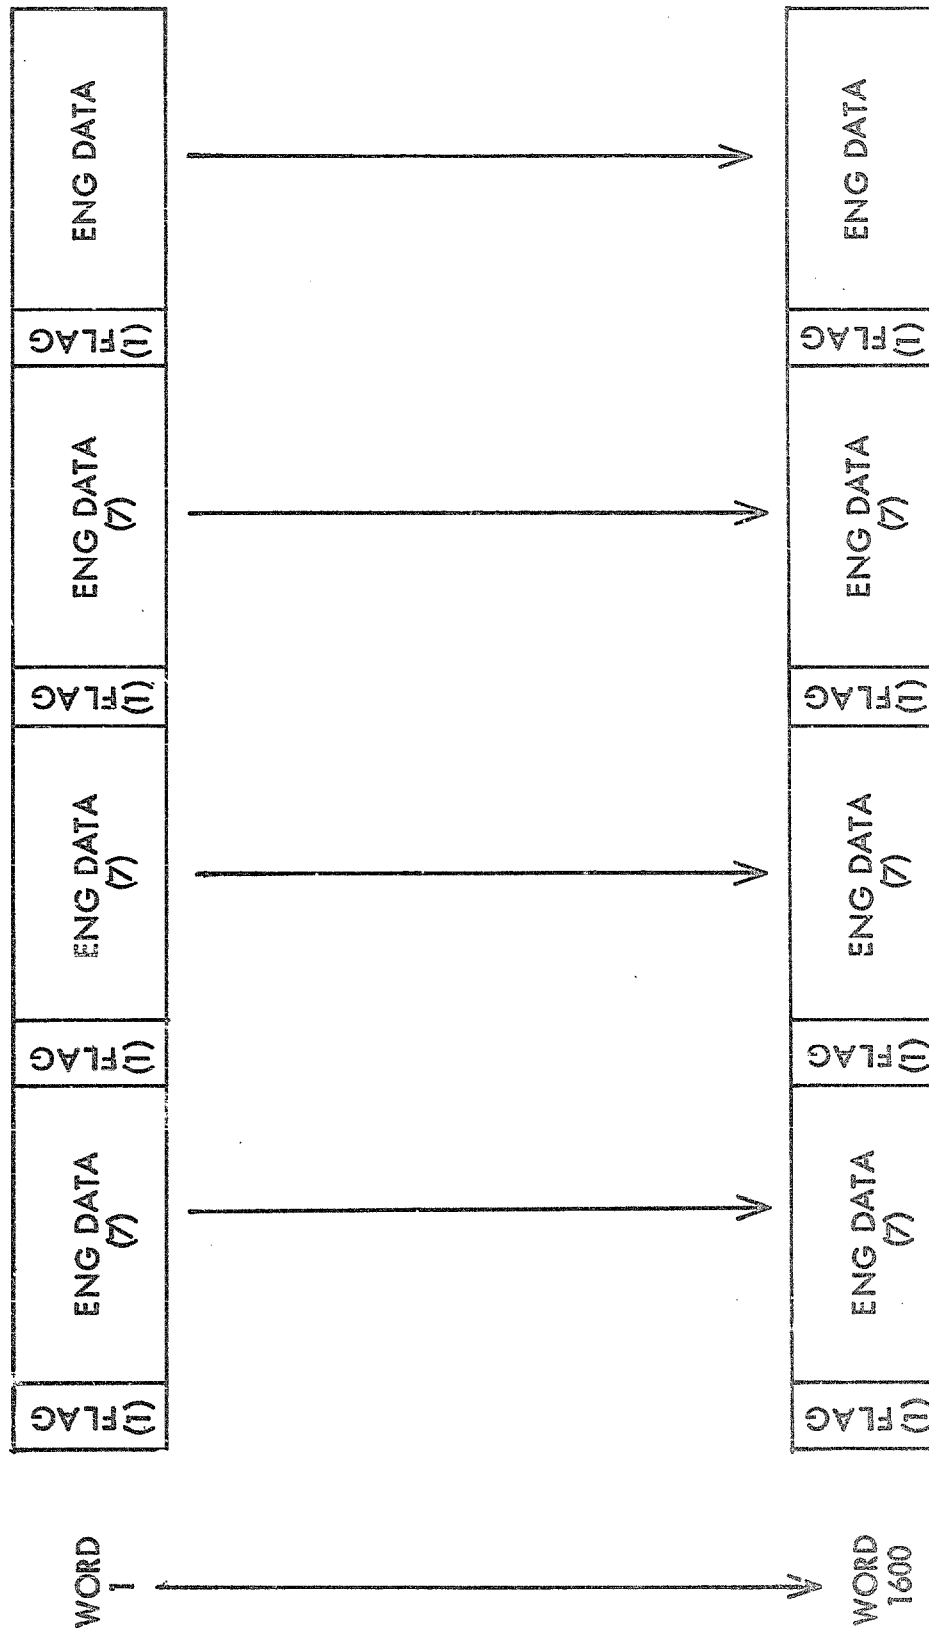 WORD
1
FLAG
(1)
ENG DATA
(7)
FLAG
(1)
ENG DATA
(7)
FLAG
(1)
ENG DATA
(7)
FLAG
(1)
ENG DATA
WORD
1600
FLAG
(1)
ENG DATA
(7)
FLAG
(1)
ENG DATA
(7)
FLAG
(1)
ENG DATA
(7)
FLAG
(1)
ENG DATA